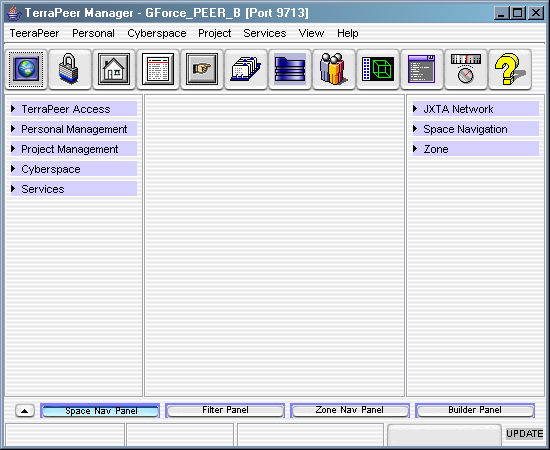 TerraPeer Manager - GForce_PEER_B [Port 9713]
TeerraPeer Personal Cyberspace Project Services View Help
TerraPeer Access
Personal Management
Project Management
Cyberspace
Services
JXTA Network
Space Navigation
Zone
Space Nav Panel Filter Panel Zone Nav Panel Builder Panel
UPDATE